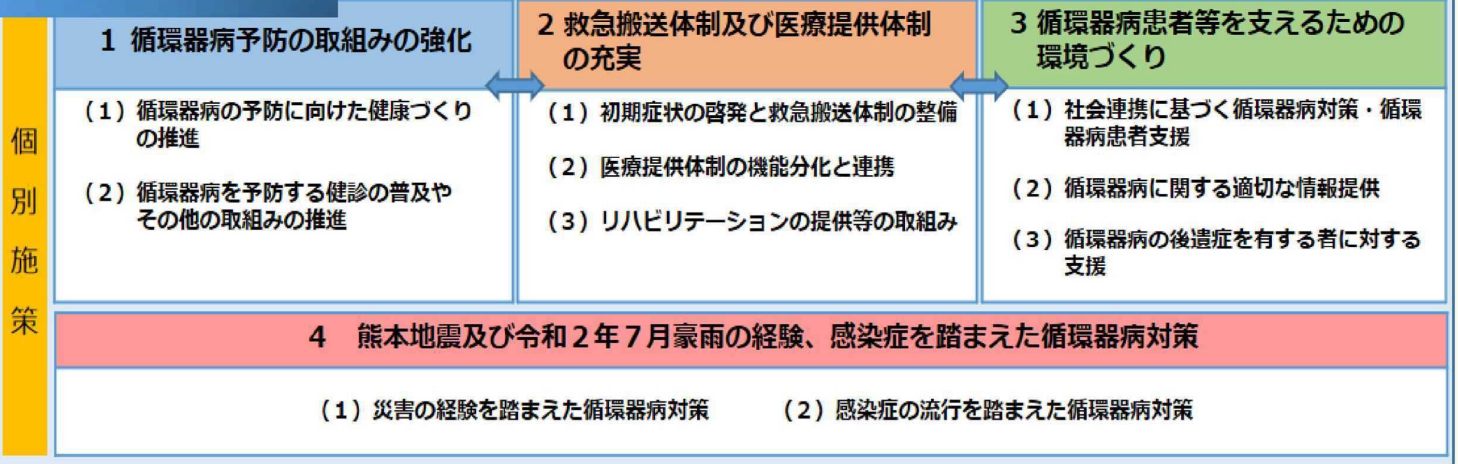 個別施策
1 循環器病予防の取組みの強化
（1）循環器病の予防に向けた健康づくり
の推進
（2）循環器病を予防する健診の普及や
その他の取組みの推進
2 救急搬送体制及び医療提供体制
の充実
（1）初期症状の啓発と救急搬送体制の整備
（2）医療提供体制の機能分化と連携
（3）リハビリテーションの提供等の取組み
3 循環器病患者等を支えるための
環境づくり
（1）社会連携に基づく循環器病対策・循環
器病患者支援
（2）循環器病に関する適切な情報提供
（3）循環器病の後遺症を有する者に対する
支援
4　熊本地震及び令和２年７月豪雨の経験、感染症を踏まえた循環器病対策
（1）災害の経験を踏まえた循環器病対策
（2）感染症の流行を踏まえた循環器病対策